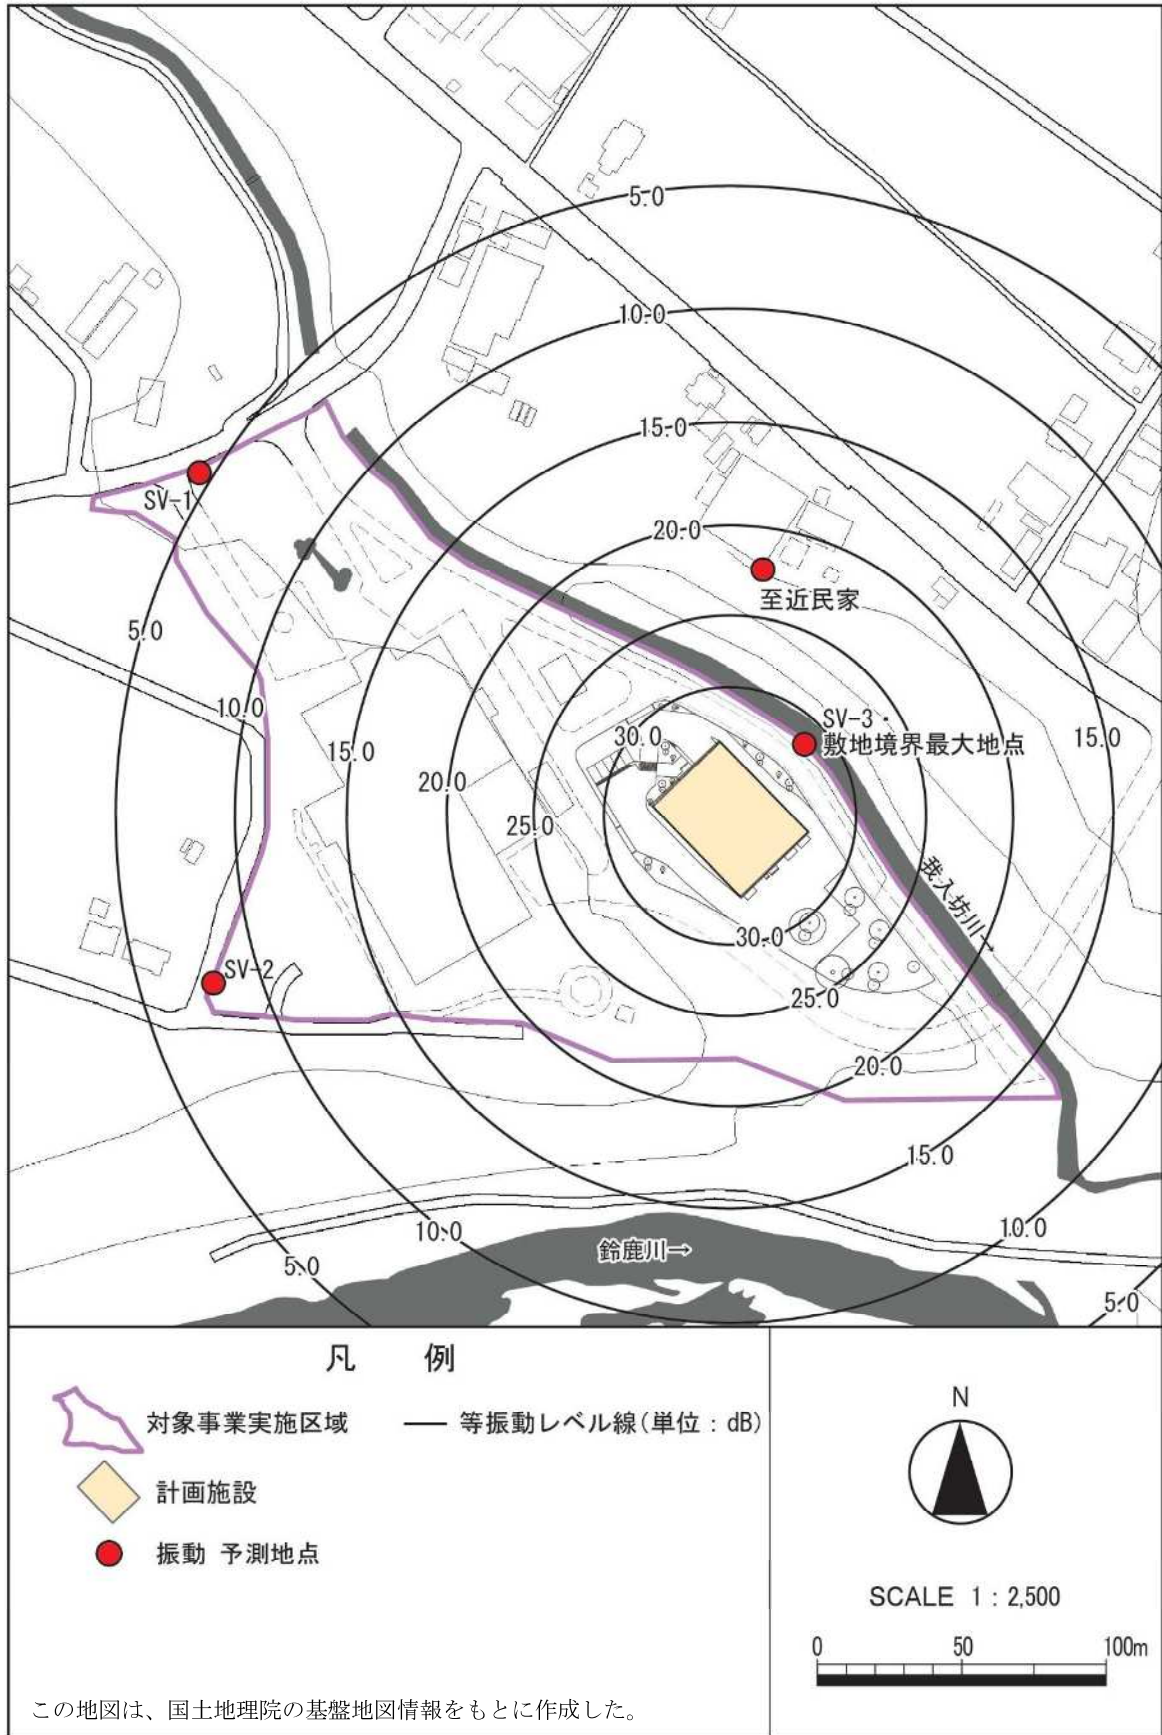 5.0
10.0
15.0
20.0
SV-1
至近民家
5.0
10.0
SV-3・
敷地境界最大地点
30.0
15.0
15.0
20.0
25.0
我入坊川→
30.0
SV-2
25.0
20.0
15.0
10.0
10.0
鈴鹿川→
5.0
5.0
凡 例
対象事業実施区域
等振動レベル線(単位：dB)
計画施設
振動 予測地点
N
SCALE 1：2,500
0 50 100m
この地図は、国土地理院の基盤地図情報をもとに作成した。